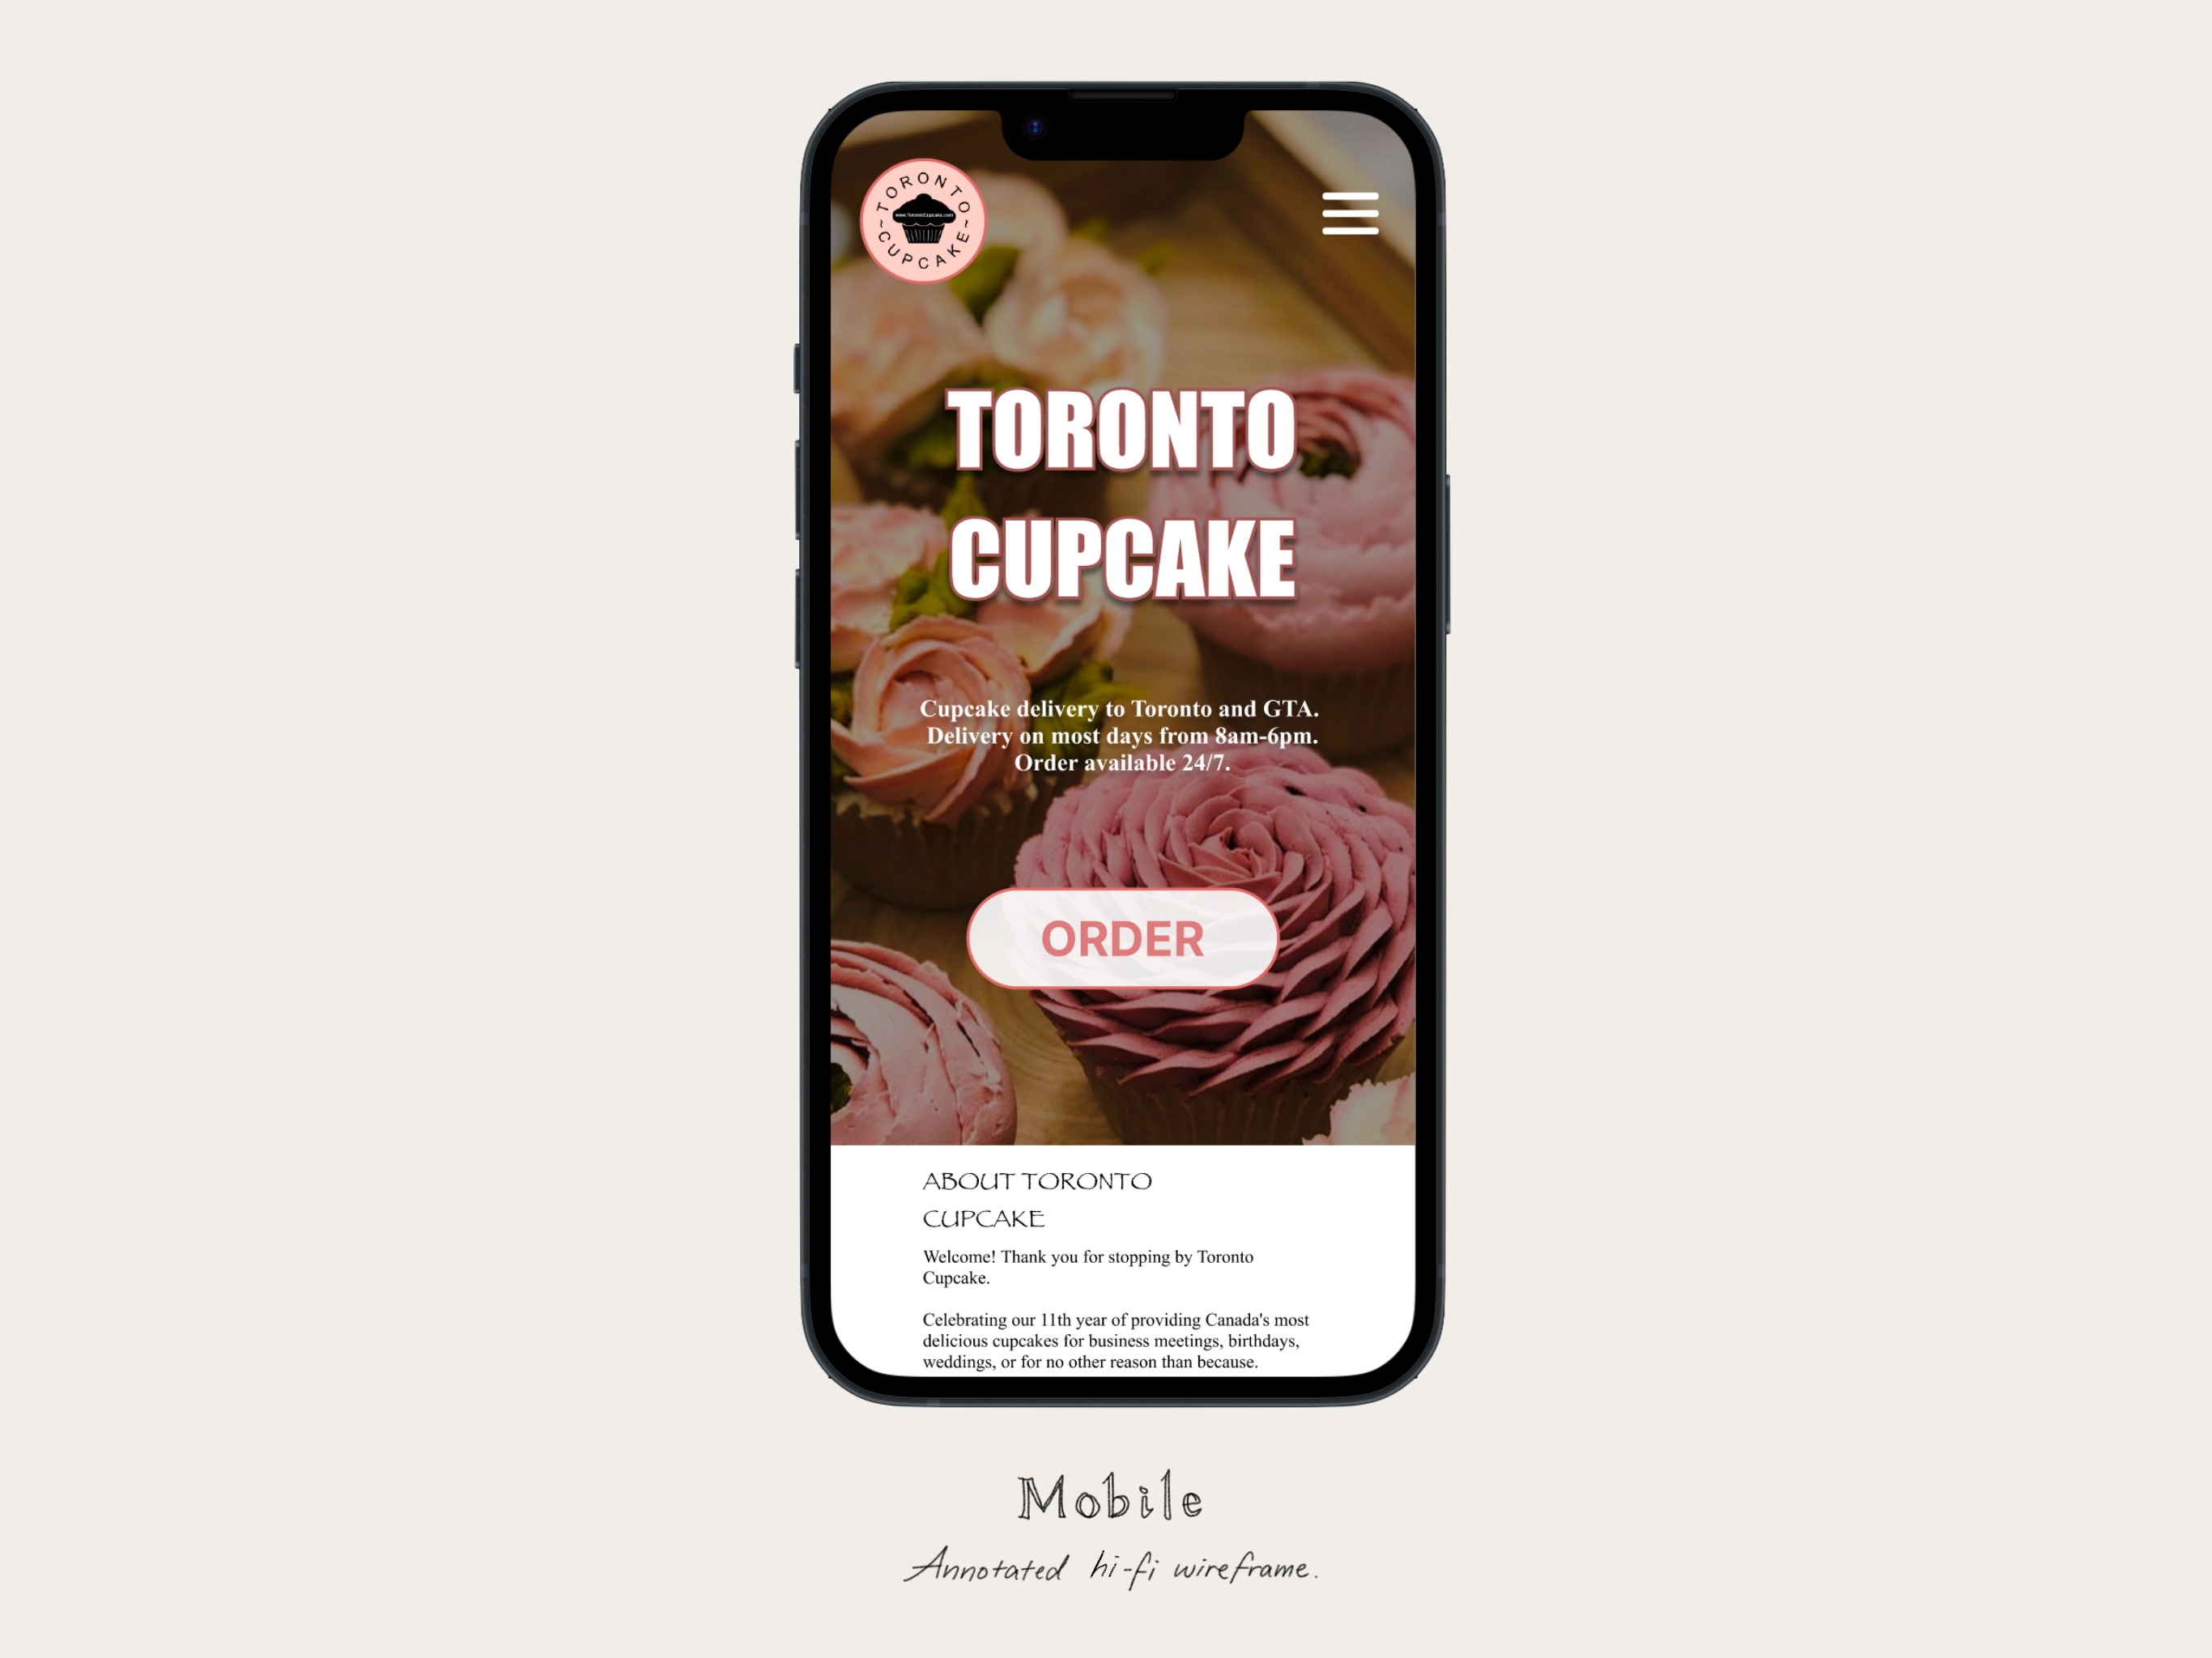 TORONTO
www.TorontoCupcake.com
~CUPCAKE~
TORONTO
CUPCAKE
Cupcake delivery to Toronto and GTA.
Delivery on most days from 8am-6pm.
Order available 24/7.
ORDER
ABOUT TORONTO
CUPCAKE
Welcome! Thank you for stopping by Toronto
Cupcake.
Celebrating our 11th year of providing Canada's most
delicious cupcakes for business meetings, birthdays,
weddings, or for no other reason than because.
Mobile
Annotated hi-fi wireframe.